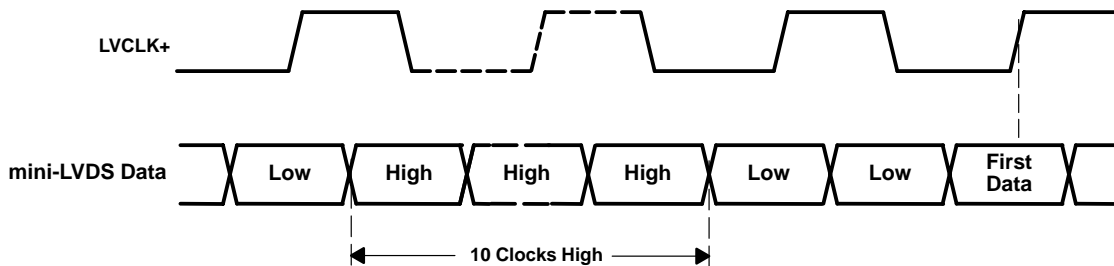 LVCLK+
mini-LVDS Data
Low
High
High
High
Low
Low
First
Data
10 Clocks High